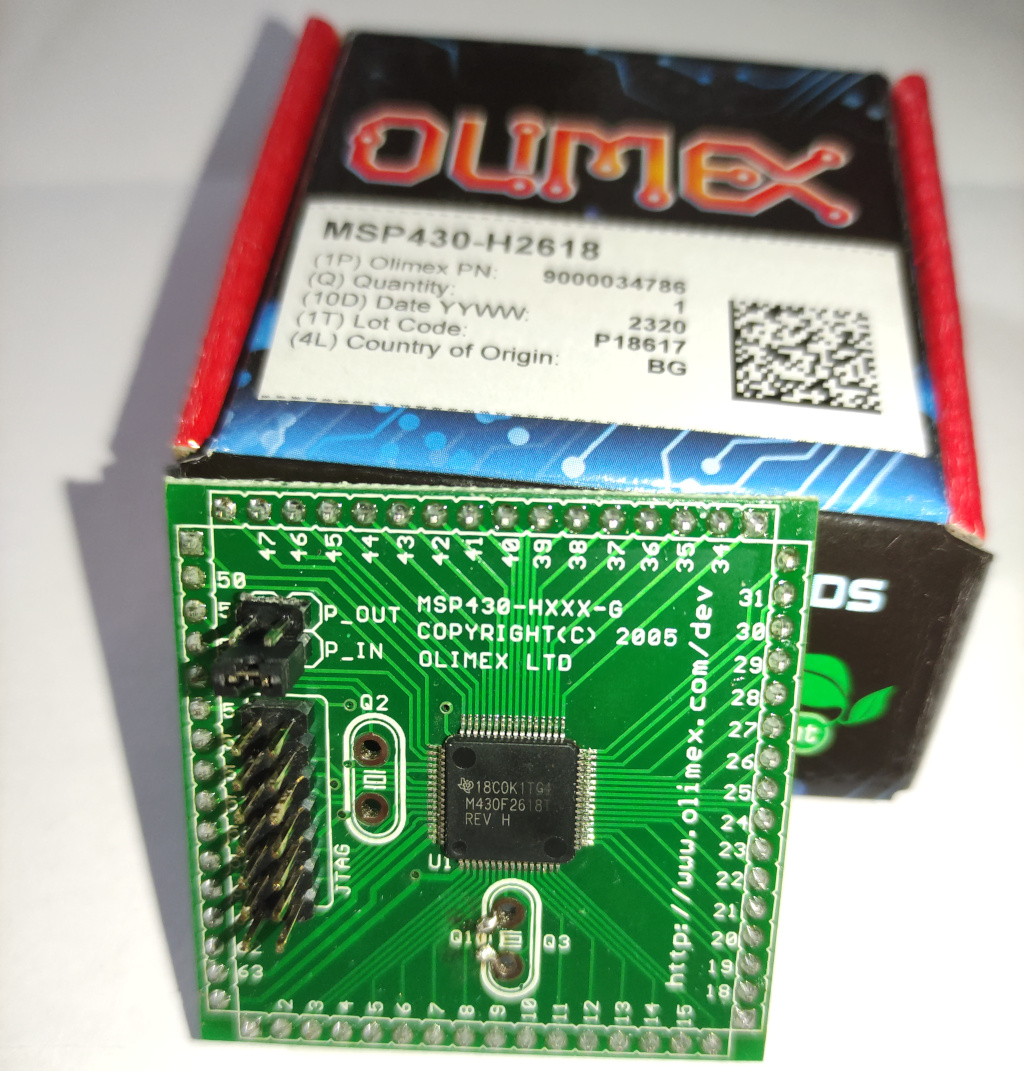 OLIMEX
MSP430-H2618
(1P) Olimex PN: 9000034786
(Q) Quantity: 1
(10D) Date YYWW: 2320
(1T) Lot Code: P18617
(4L) Country of Origin: BG
DS
47 46 45 44 43 42 41 40 39 38 37 36 35 34
50
P_OUT
P_IN
MSP430-HXXX-G
COPYRIGHT(C) 2005
OLIMEX LTD
http://www.olimex.com/dev
31
30
29
28
27
26
25
24
23
22
21
20
19
18
Q2
18C0K1TG4
M430F2618T
REV H
U1
JTAG
Q1
Q3
63
2 3 4 5 6 7 8 9 10 11 12 13 14 15